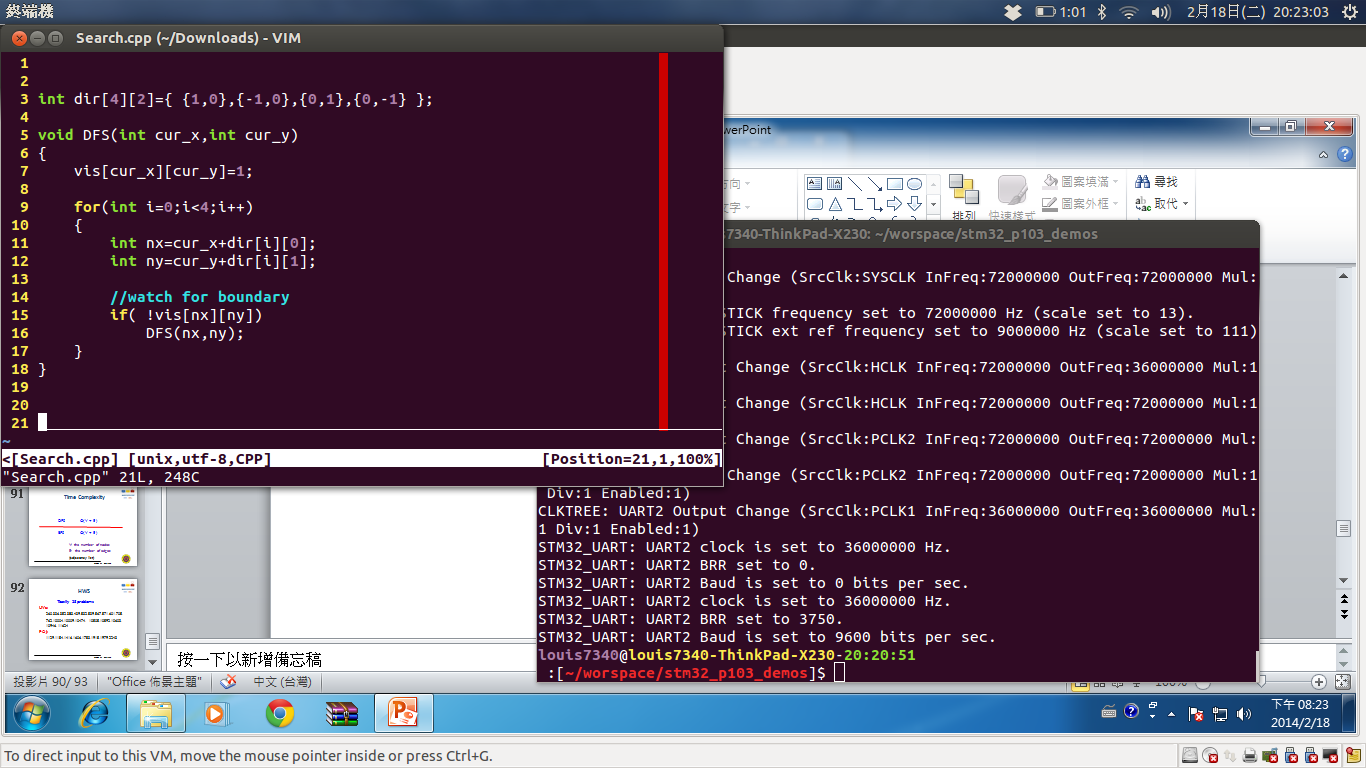 終端機
1:01
2月18日(二) 20:23:03
Search.cpp (~/Downloads) - VIM
1
2
3 int dir[4][2]={ {1,0},{-1,0},{0,1},{0,-1} };
4
5 void DFS(int cur_x,int cur_y)
6 {
7     vis[cur_x][cur_y]=1;
8
9     for(int i=0;i<4;i++)
10     {
11         int nx=cur_x+dir[i][0];
12         int ny=cur_y+dir[i][1];
13
14         //watch for boundary
15         if( !vis[nx][ny])
16             DFS(nx,ny);
17     }
18 }
19
20
21
~
<[Search.cpp] [unix,utf-8,CPP] [Position=21,1,100%]
"Search.cpp" 21L, 248C
werPoint
圖案填滿
尋找
圖案外框
取代
排列
快速樣式
s7340-ThinkPad-X230: ~/worspace/stm32_p103_demos
Change (SrcClk:SYSCLK InFreq:72000000 OutFreq:72000000 Mul:
STICK frequency set to 72000000 Hz (scale set to 13).
STICK ext ref frequency set to 9000000 Hz (scale set to 111)
t Change (SrcClk:HCLK InFreq:72000000 OutFreq:36000000 Mul:1
t Change (SrcClk:HCLK InFreq:72000000 OutFreq:72000000 Mul:1
Change (SrcClk:PCLK2 InFreq:72000000 OutFreq:72000000 Mul:
Change (SrcClk:PCLK2 InFreq:72000000 OutFreq:72000000 Mul:1
Div:1 Enabled:1)
CLKTREE: UART2 Output Change (SrcClk:PCLK1 InFreq:36000000 OutFreq:36000000 Mul:
1 Div:1 Enabled:1)
STM32_UART: UART2 clock is set to 36000000 Hz.
STM32_UART: UART2 BRR set to 0.
STM32_UART: UART2 Baud is set to 0 bits per sec.
STM32_UART: UART2 clock is set to 36000000 Hz.
STM32_UART: UART2 BRR set to 3750.
STM32_UART: UART2 Baud is set to 9600 bits per sec.
louis7340@louis7340-ThinkPad-X230-20:20:51
:[~/worspace/stm32_p103_demos]$
91
Time Complexity
92
HW5
按一下以新增備忘稿
投影片 90/ 93
"Office 佈景主題"
中文 (台灣)
下午 08:23
2014/2/18
To direct input to this VM, move the mouse pointer inside or press Ctrl+G.